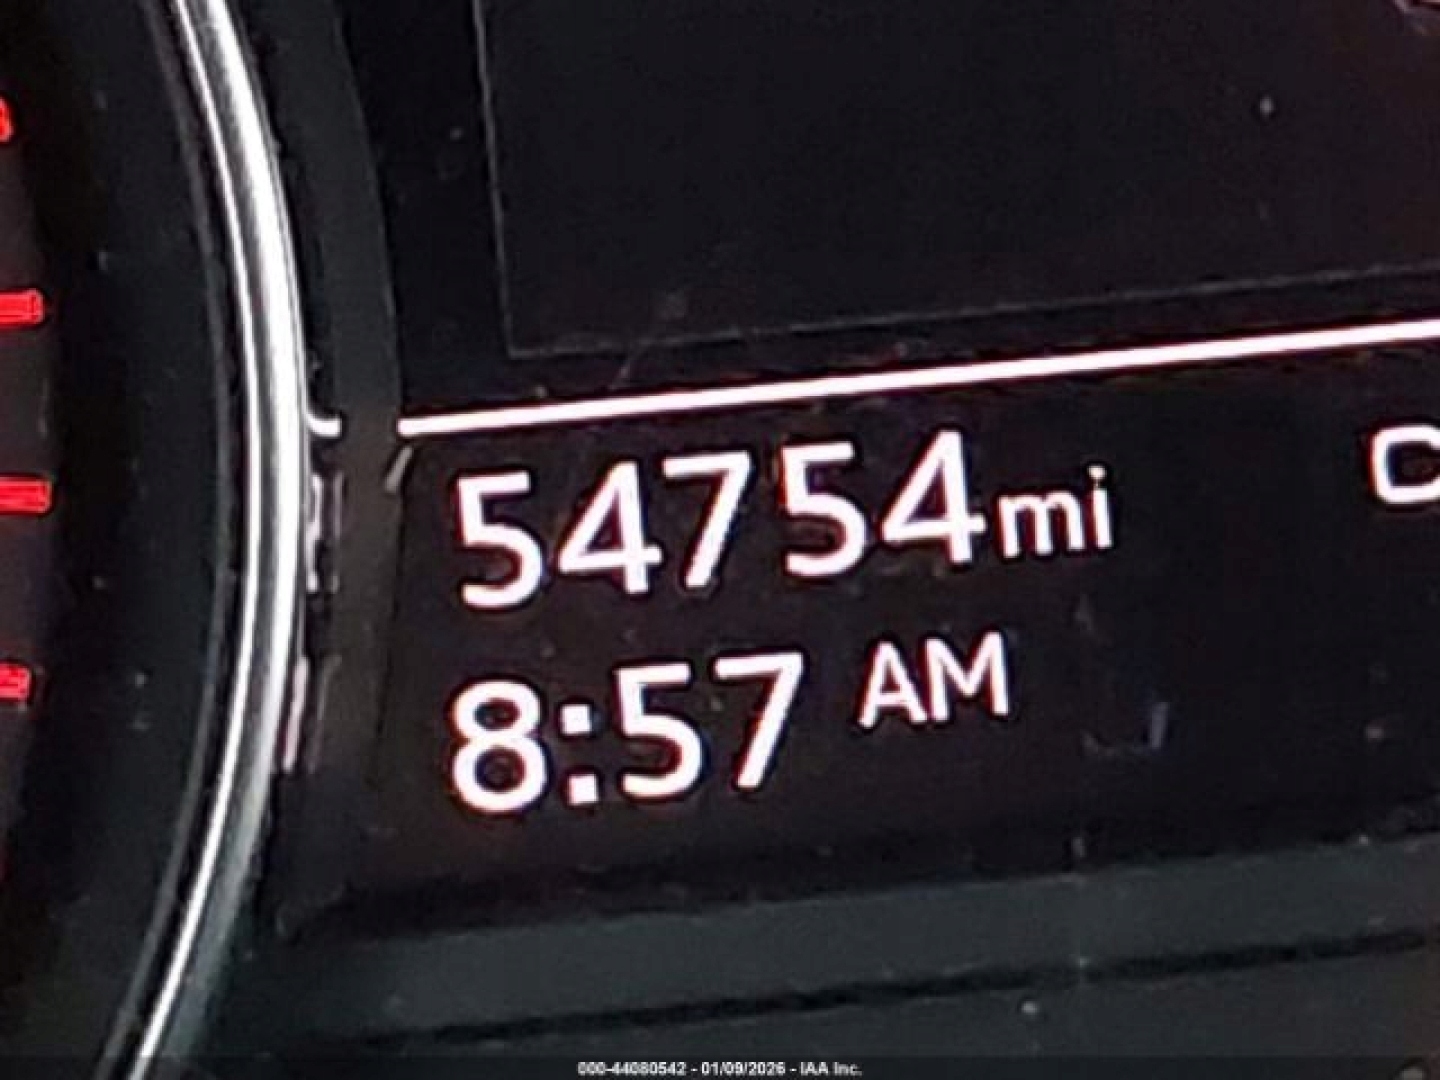 54754mi
8:57 AM
000-44080542 - 01/09/2026 - IAA Inc.